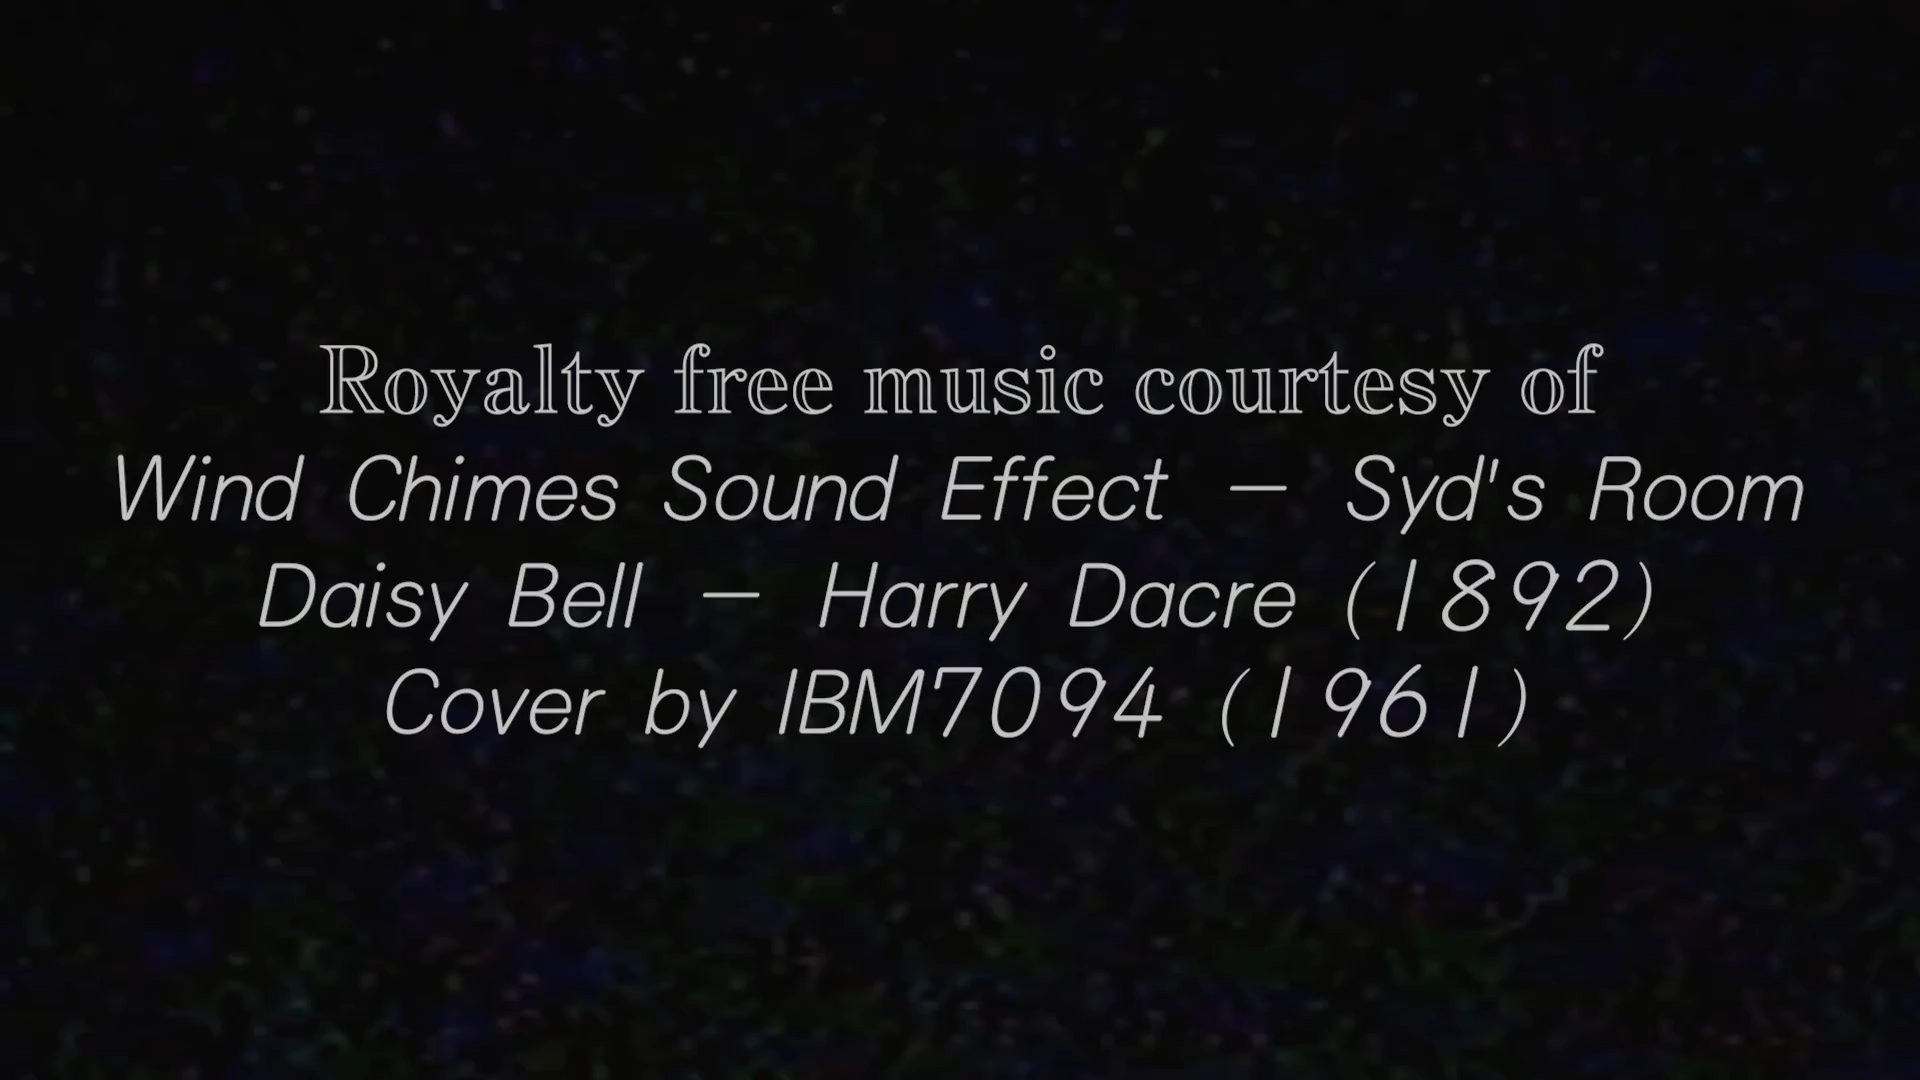 Royalty free music courtesy of
Wind Chimes Sound Effect – Syd's Room
Daisy Bell – Harry Dacre (1892)
Cover by IBM7094 (1961)